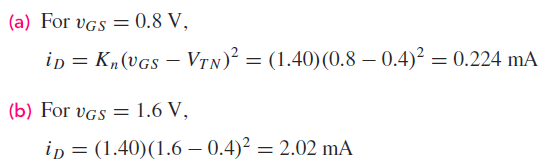 (a) For vGS = 0.8 V,
iD = Kn(vGS − VTN)² = (1.40)(0.8 − 0.4)² = 0.224 mA
(b) For vGS = 1.6 V,
iD = (1.40)(1.6 − 0.4)² = 2.02 mA